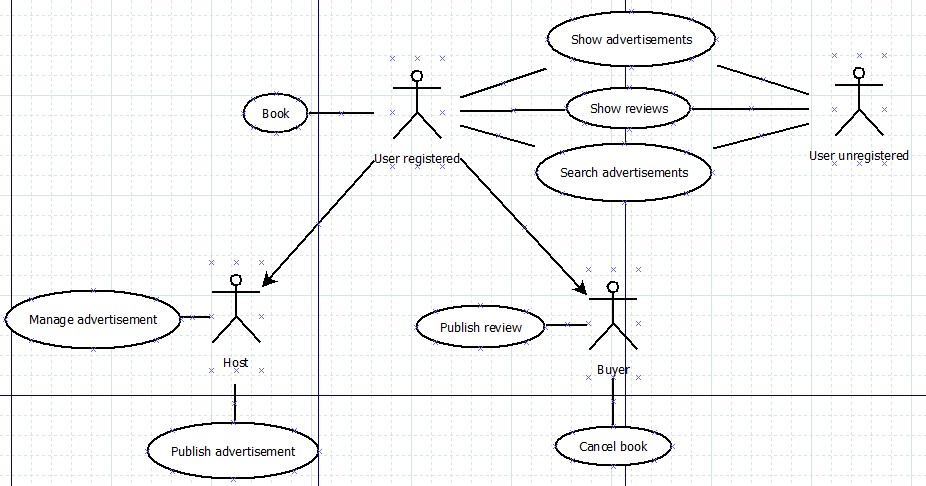 Show advertisements
Book
Show reviews
User registered
User unregistered
Search advertisements
Manage advertisement
Publish review
Host
Buyer
Publish advertisement
Cancel book